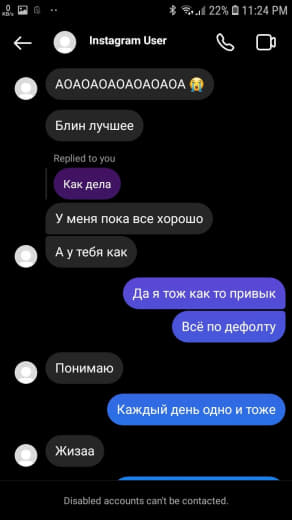 0
KB/s
22%
11:24 PM
Instagram User
АОАОАОАОАОАОАОА 😭
Блин лучшее
Replied to you
Как дела
У меня пока все хорошо
А у тебя как
Да я тож как то привык
Всё по дефолту
Понимаю
Каждый день одно и тоже
Жизаа
Disabled accounts can't be contacted.